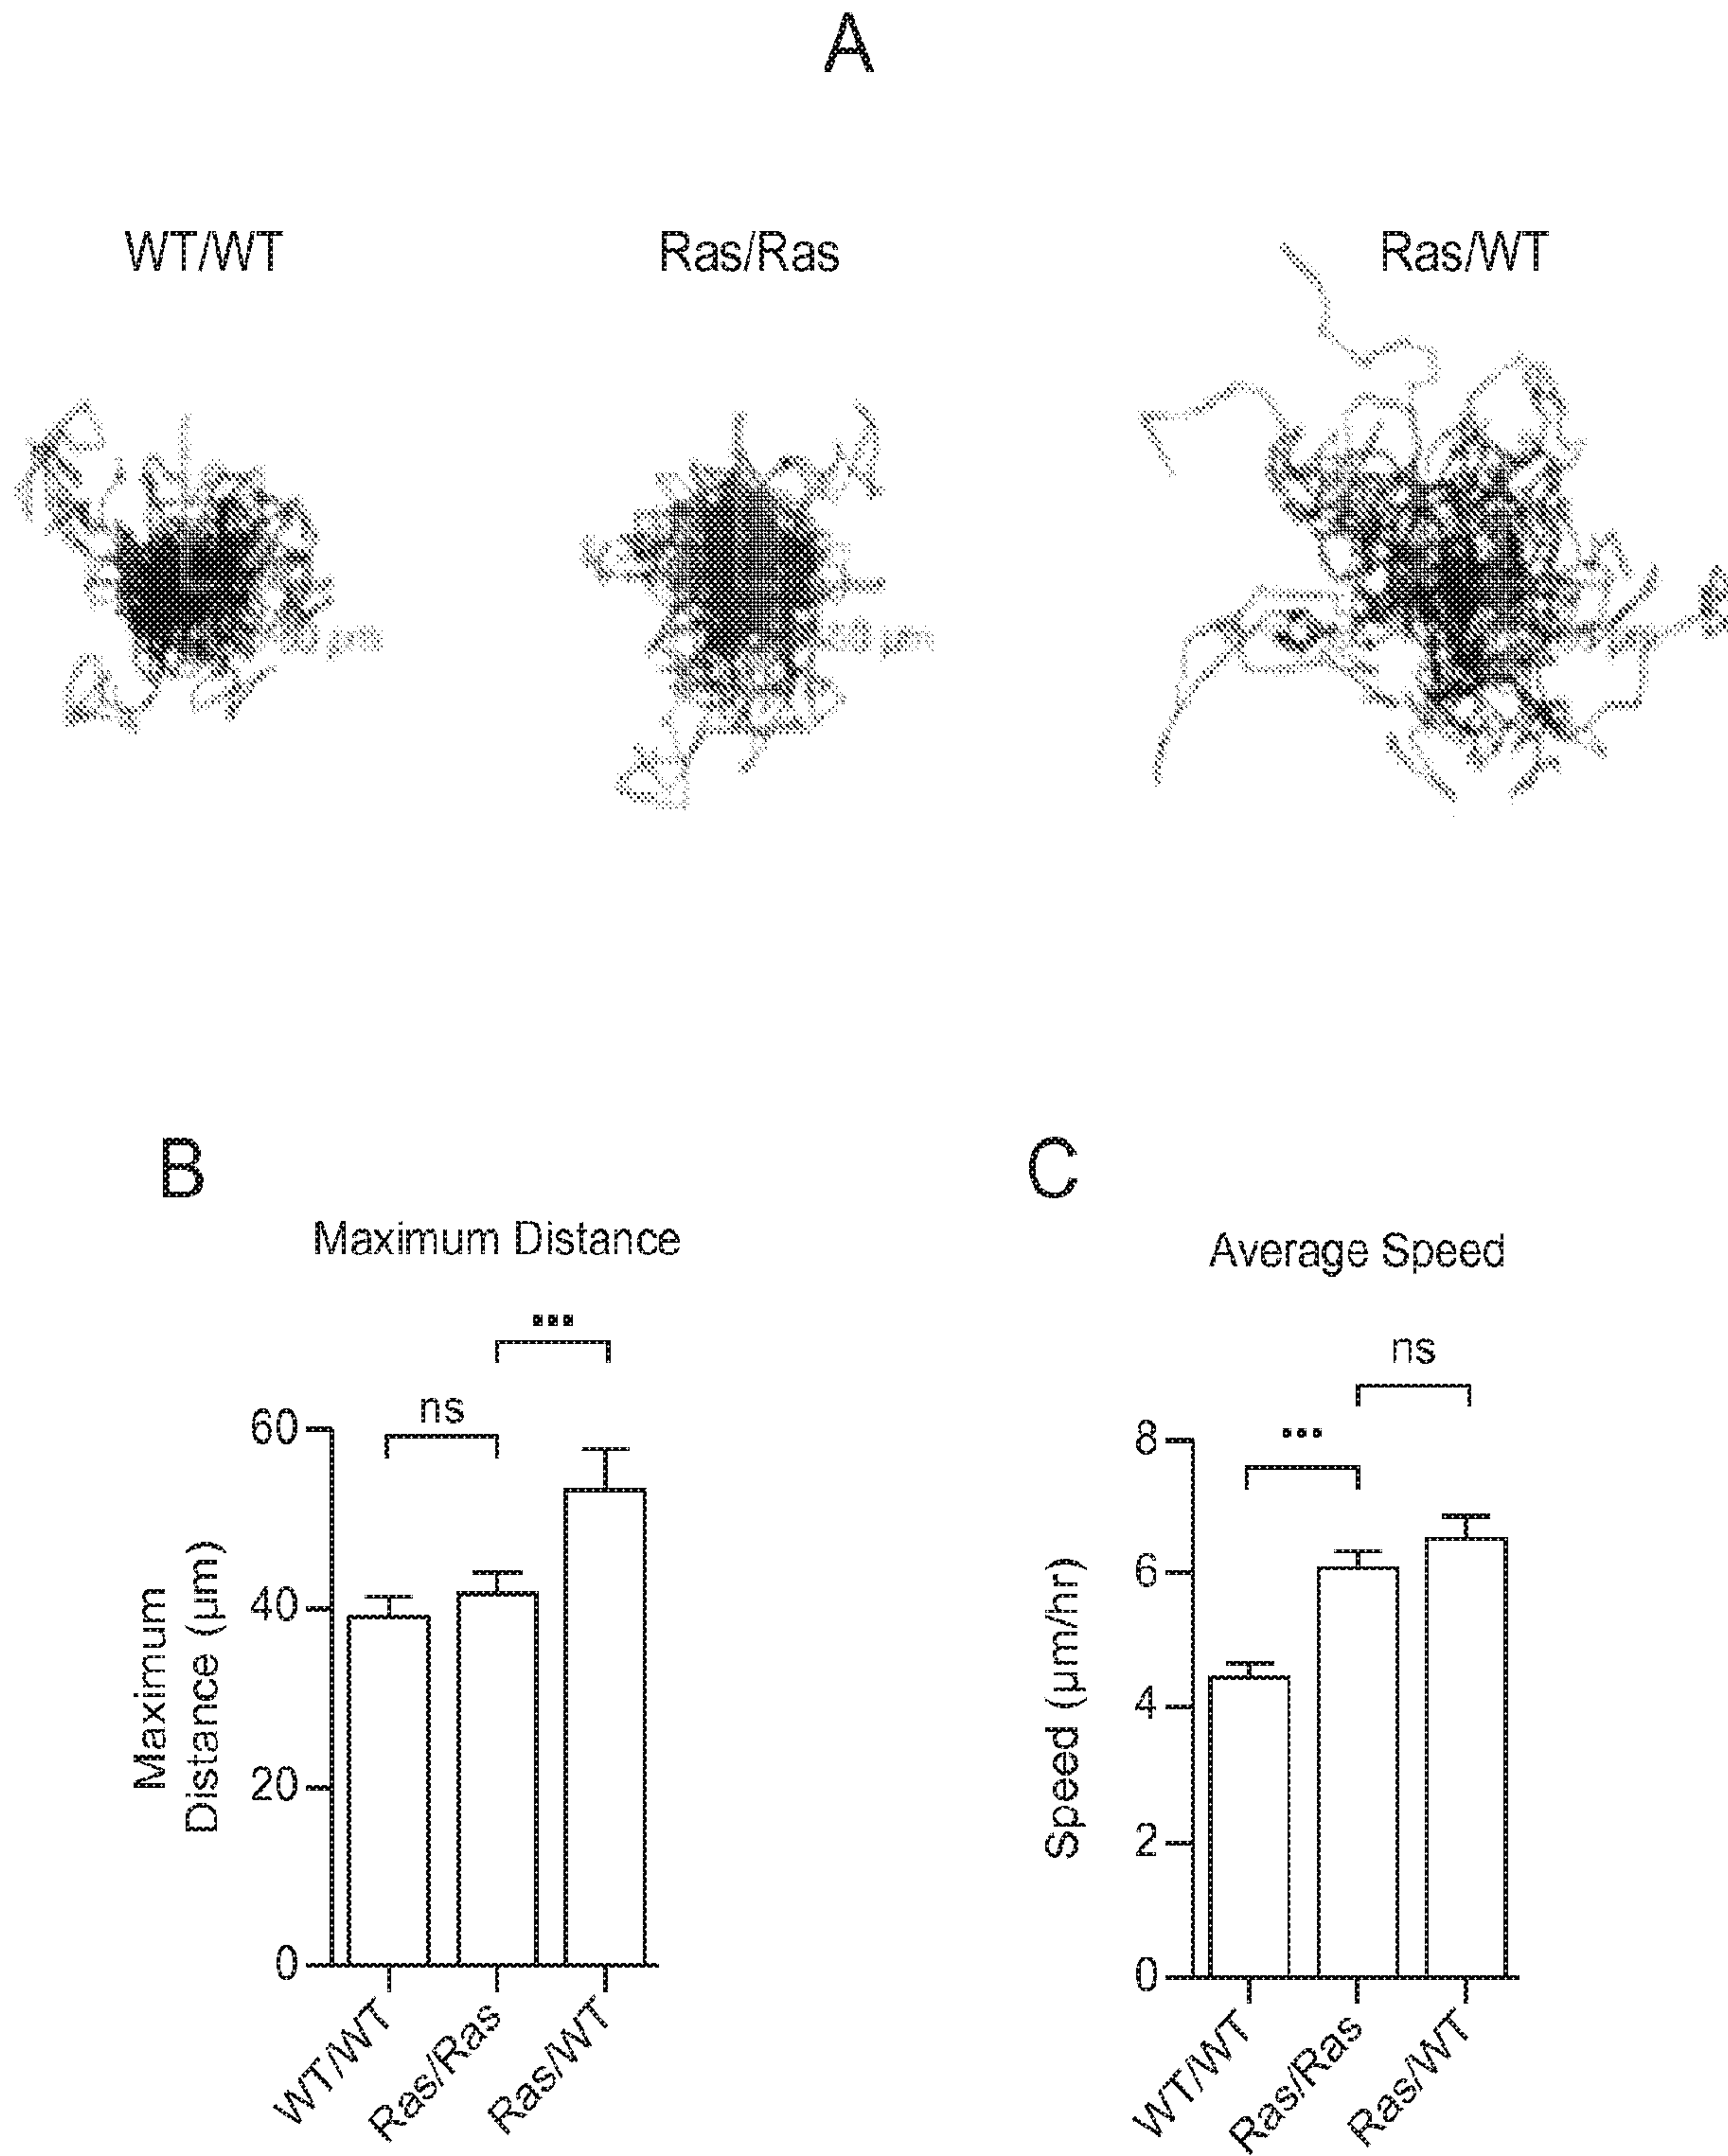 A
WT/WT
Ras/Ras
Ras/WT
µm
µm
B
Maximum Distance
***
ns
60
40
20
0
Maximum
Distance (µm)
WT/WT
Ras/Ras
Ras/WT
C
Average Speed
ns
***
8
6
4
2
0
Speed (µm/hr)
WT/WT
Ras/Ras
Ras/WT